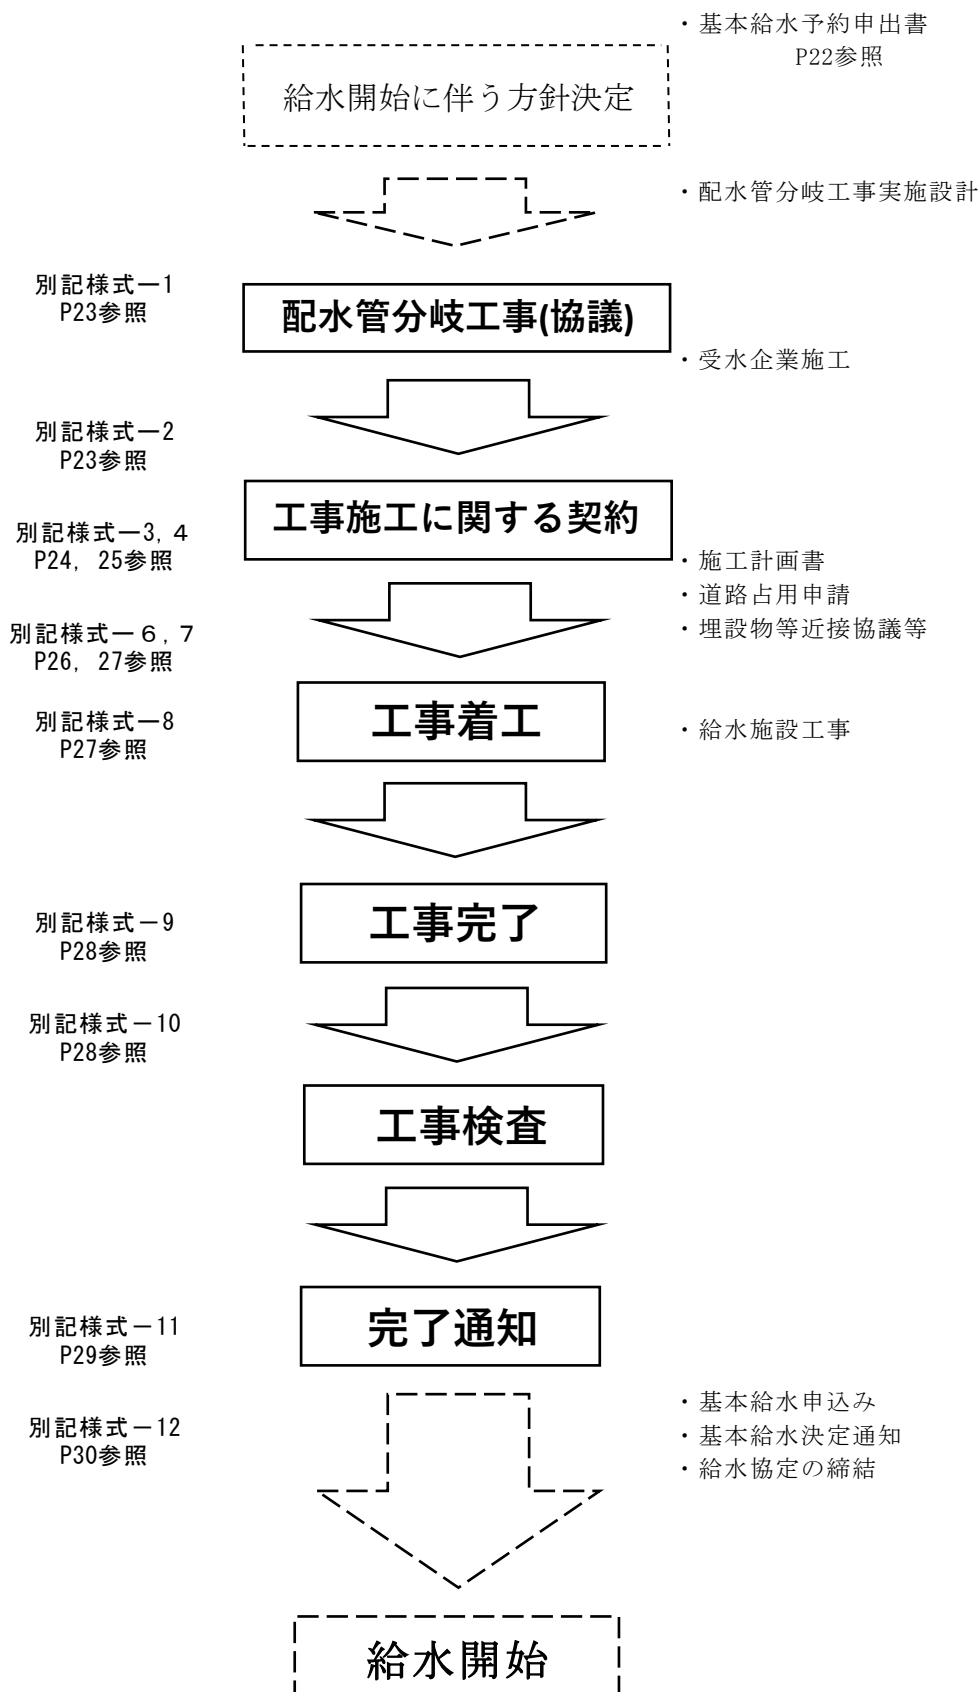 ・基本給水予約申出書
P22参照
給水開始に伴う方針決定
・配水管分岐工事実施設計
別記様式ー1
P23参照
配水管分岐工事(協議)
・受水企業施工
別記様式ー2
P23参照
工事施工に関する契約
別記様式ー3,4
P24, 25参照
・施工計画書
・道路占用申請
・埋設物等近接協議等
別記様式ー６,７
P26, 27参照
工事着工
別記様式ー8
P27参照
・給水施設工事
工事完了
別記様式－9
P28参照
別記様式－10
P28参照
工事検査
完了通知
別記様式－11
P29参照
別記様式－12
P30参照
・基本給水申込み
・基本給水決定通知
・給水協定の締結
給水開始